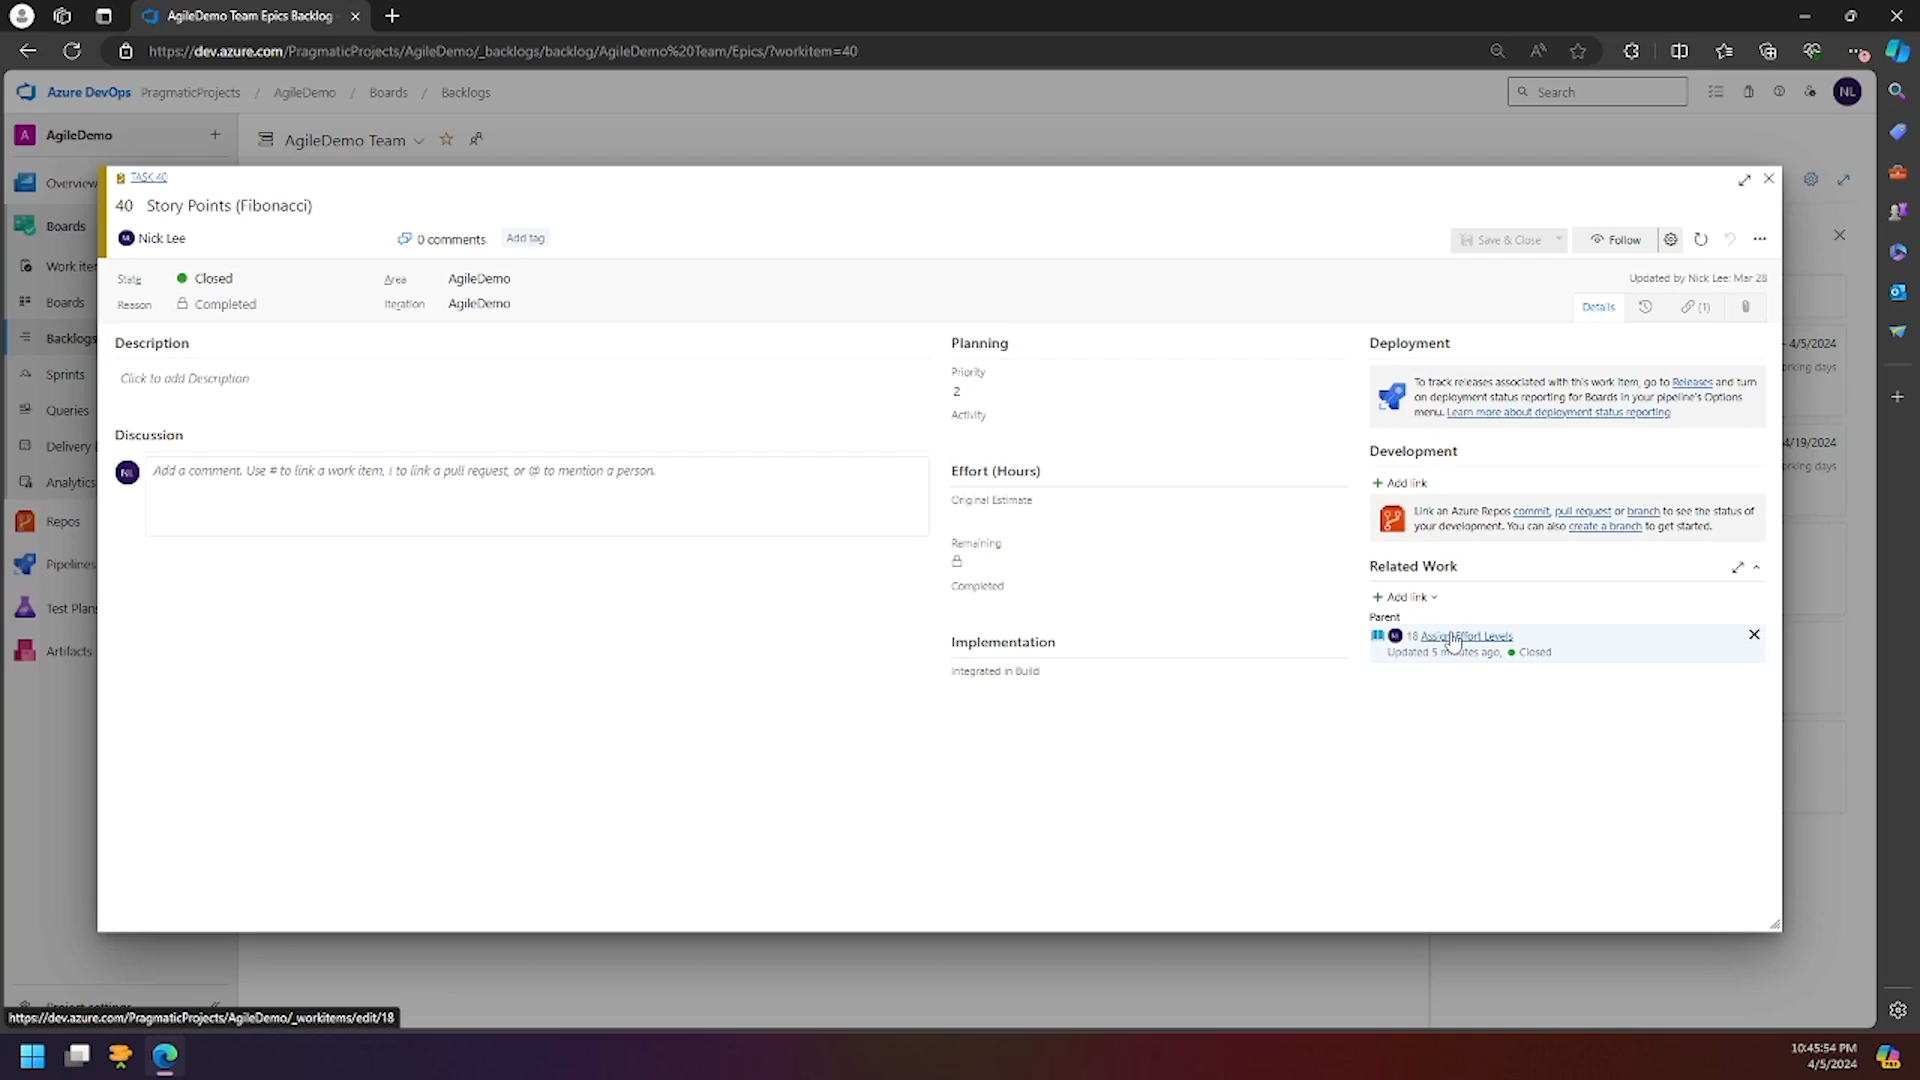 AgileDemo Team Epics Backlog
https://dev.azure.com/PragmaticProjects/AgileDemo/_backlogs/backlog/AgileDemo%20Team/Epics/?workitem=40
Azure DevOps PragmaticProjects / AgileDemo / Boards / Backlogs
Search
NL
A AgileDemo
AgileDemo Team
Overview
Boards
Work iter
Boards
Backlogs
Sprints
Queries
Delivery
Analytics
Repos
Pipelines
Test Plans
Artifacts
TASK 40
40 Story Points (Fibonacci)
Nick Lee
0 comments
Add tag
Save & Close
Follow
State
Closed
Area
AgileDemo
Updated by Nick Lee: Mar 28
Reason
Completed
Iteration
AgileDemo
Details
(1)
Description
Click to add Description
Discussion
NL
Add a comment. Use # to link a work item, ! to link a pull request, or @ to mention a person.
Planning
Priority
2
Activity
Effort (Hours)
Original Estimate
Remaining
Completed
Implementation
Integrated in Build
Deployment
To track releases associated with this work item, go to Releases and turn
on deployment status reporting for Boards in your pipeline's Options
menu. Learn more about deployment status reporting
Development
Add link
Link an Azure Repos commit, pull request or branch to see the status of
your development. You can also create a branch to get started.
Related Work
Add link
Parent
18 Assign Effort Levels
Updated 5 minutes ago, Closed
- 4/5/2024
orking days
4/19/2024
orking days
Project settings
https://dev.azure.com/PragmaticProjects/AgileDemo/_workitems/edit/18
10:45:54 PM
4/5/2024